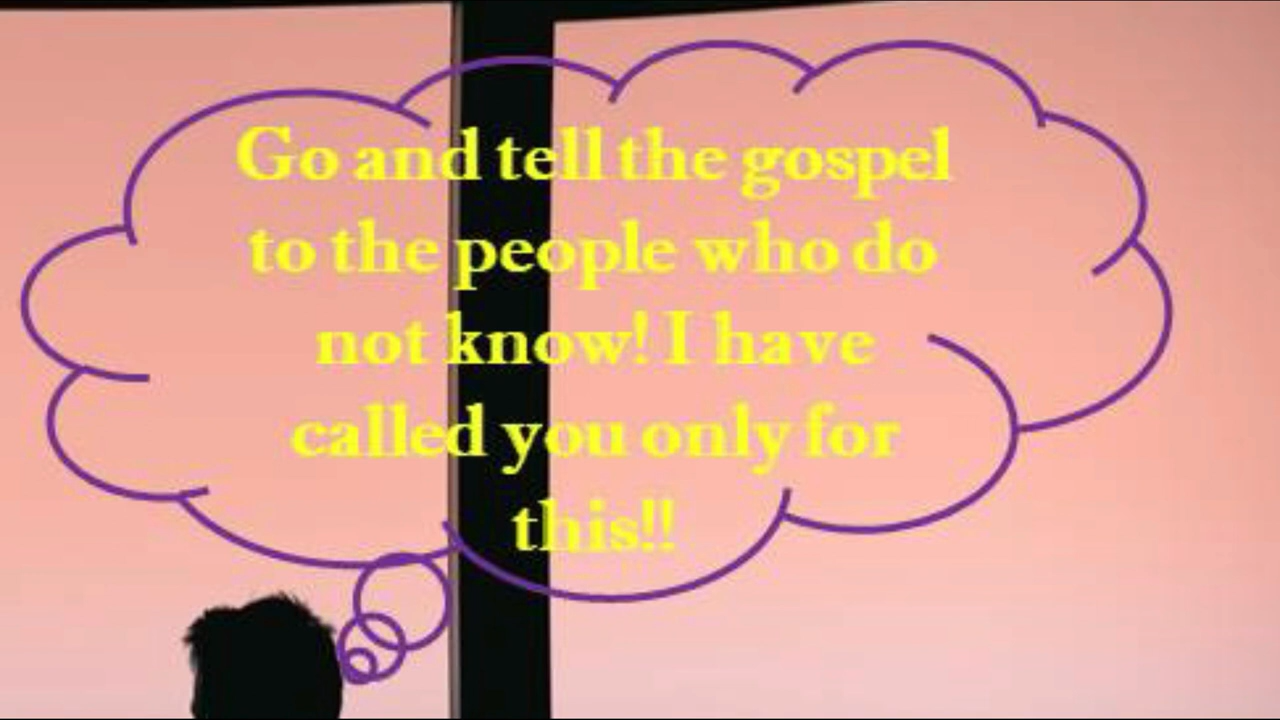 Go and tell the gospel
to the people who do
not know! I have
called you only for
this!!